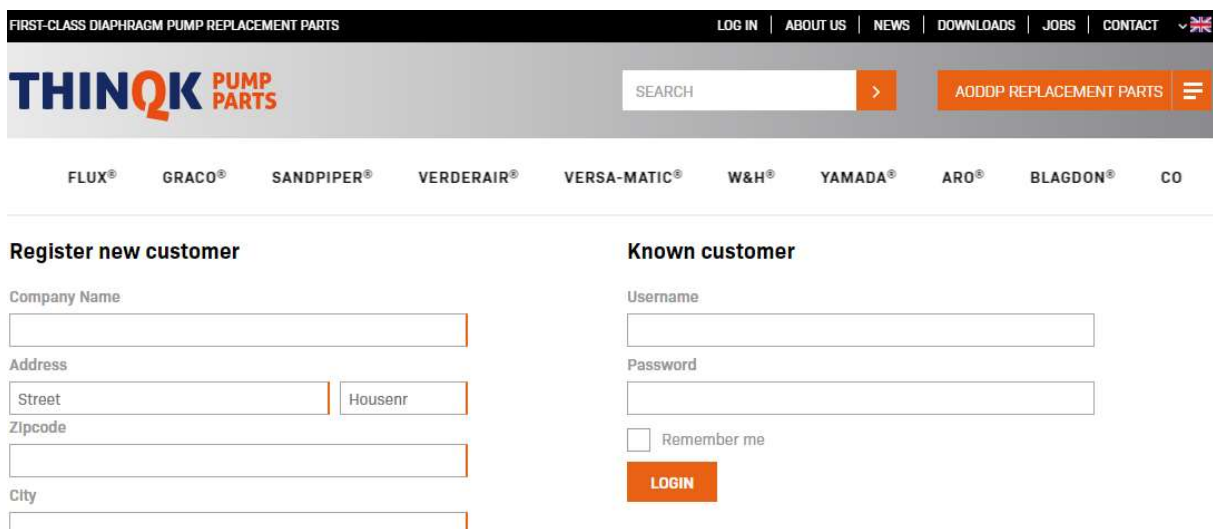 FIRST-CLASS DIAPHRAGM PUMP REPLACEMENT PARTS
LOG IN | ABOUT US | NEWS | DOWNLOADS | JOBS | CONTACT
THINQK PUMP PARTS
SEARCH
AODDP REPLACEMENT PARTS
FLUX® GRACO® SANDPIPER® VERDERAIR® VERSA-MATIC® W&H® YAMADA® ARO® BLAGDON® CO
Register new customer
Company Name
Address
Street Housenr
Zipcode
City
Known customer
Username
Password
Remember me
LOGIN